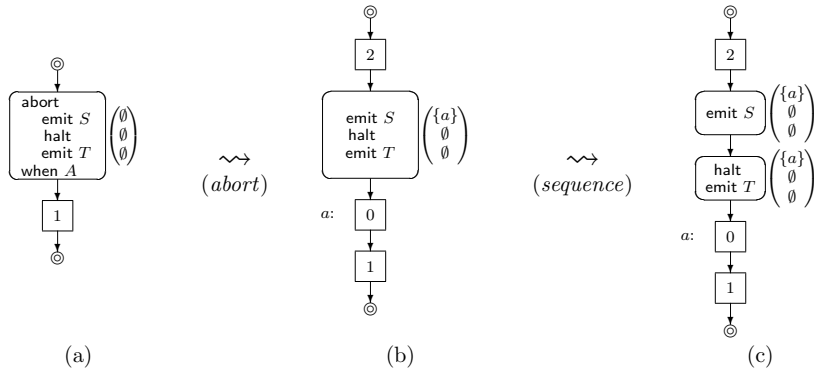 abort
emit S
halt
emit T
when A
∅
∅
∅
1
(a)
⇝
(abort)
2
emit S
halt
emit T
{a}
∅
∅
a:
0
1
(b)
⇝
(sequence)
2
emit S
{a}
∅
∅
halt
emit T
{a}
∅
∅
a:
0
1
(c)